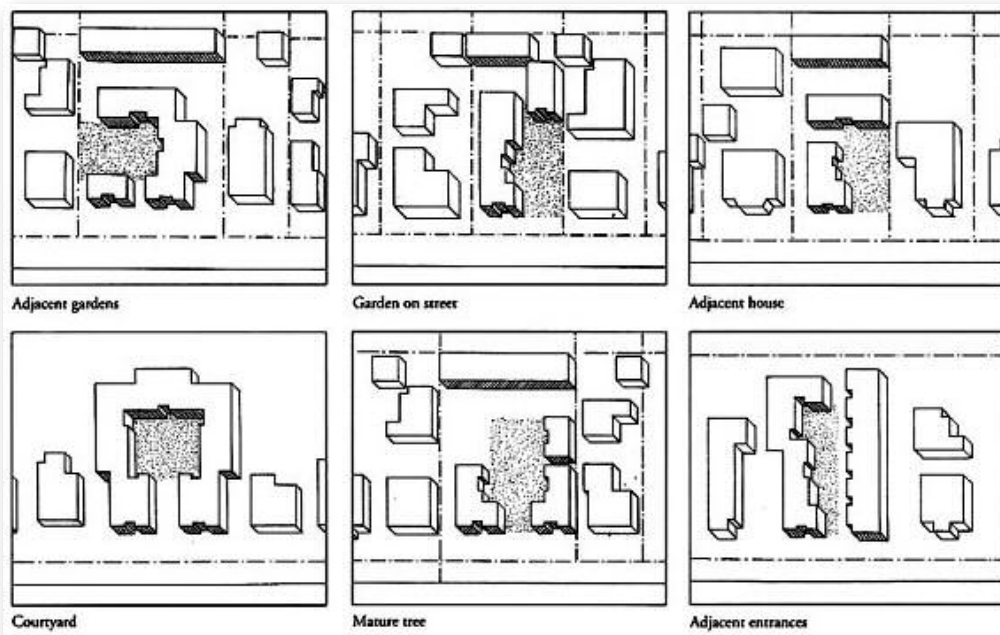 Adjacent gardens
Garden on street
Adjacent house
Courtyard
Mature tree
Adjacent entrances